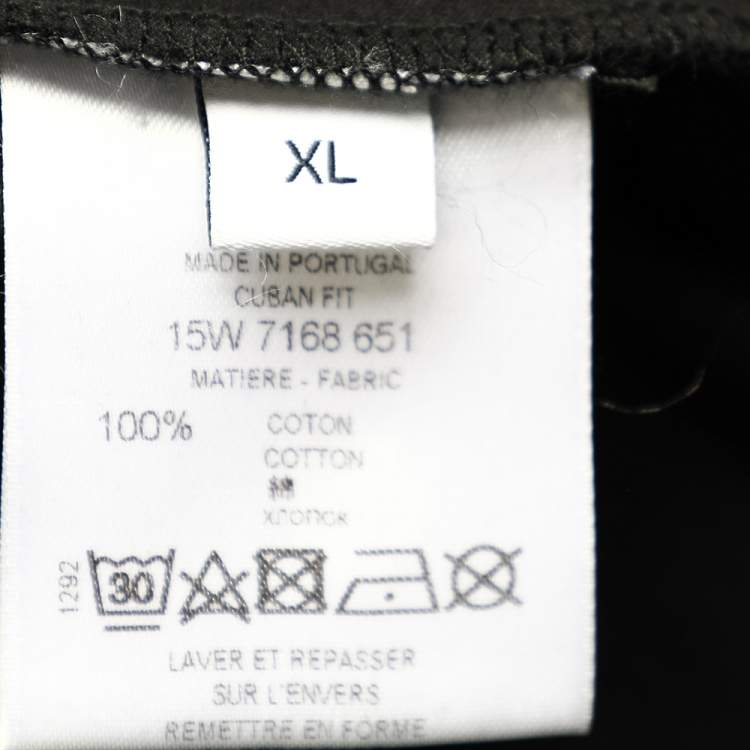 XL
MADE IN PORTUGAL
CUBAN FIT
15W 7168 651
MATIERE - FABRIC
100% COTON
COTTON
綿
хлопок
1292
30
LAVER ET REPASSER
SUR L'ENVERS
REMETTRE EN FORME